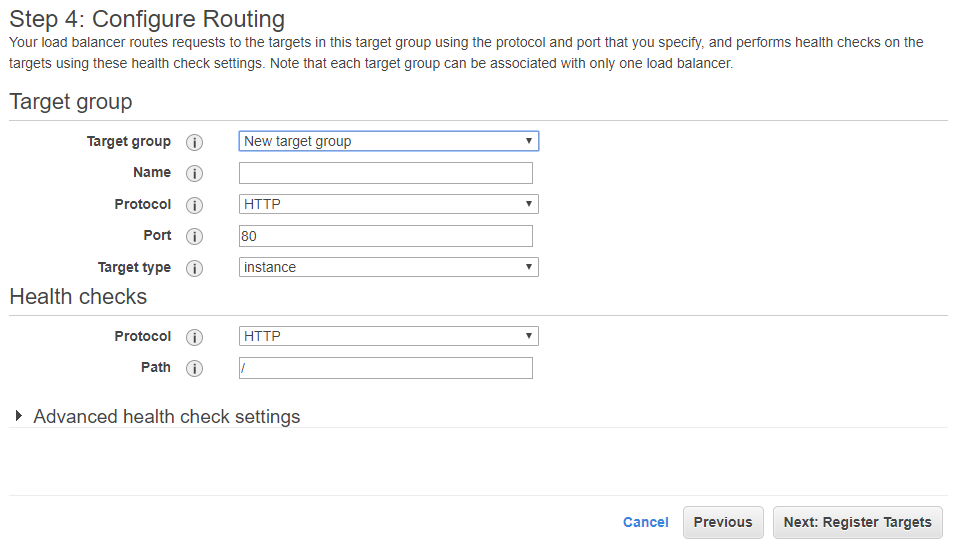 Step 4: Configure Routing
Your load balancer routes requests to the targets in this target group using the protocol and port that you specify, and performs health checks on the
targets using these health check settings. Note that each target group can be associated with only one load balancer.
Target group
Target group i New target group
Name i
Protocol i HTTP
Port i 80
Target type i instance
Health checks
Protocol i HTTP
Path i /
Advanced health check settings
Cancel Previous Next: Register Targets